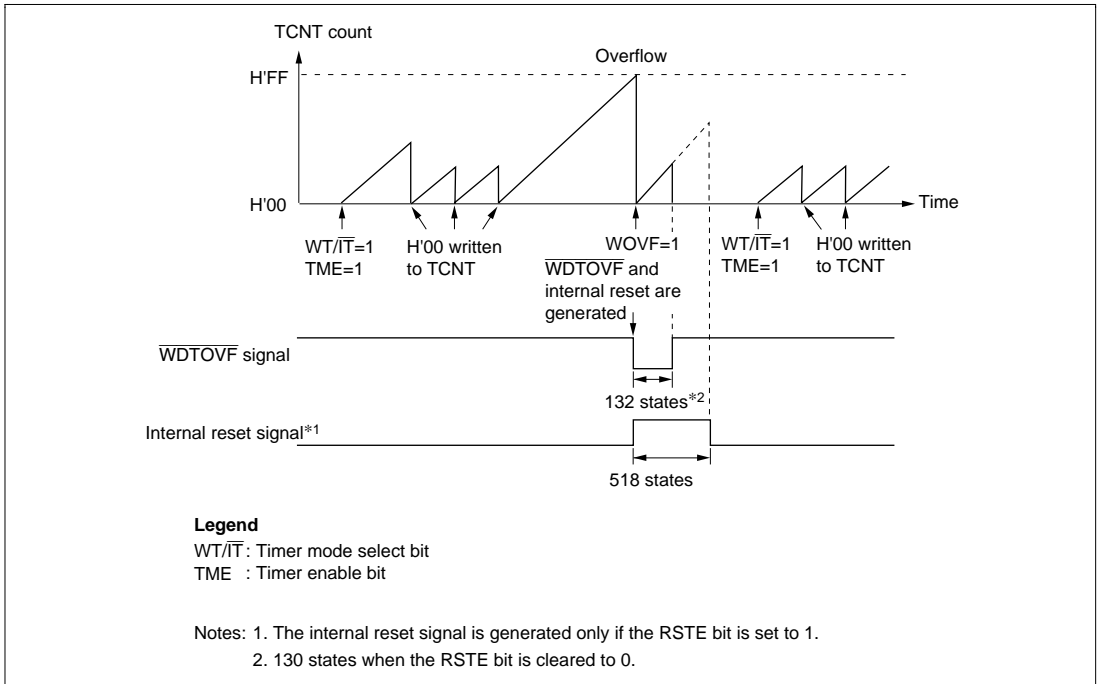 TCNT count
Overflow
H'FF
H'00
Time
WT/IT=1
TME=1
H'00 written
to TCNT
WOVF=1
WDTOVF and
internal reset are
generated
WT/IT=1
TME=1
H'00 written
to TCNT
WDTOVF signal
132 states*2
Internal reset signal*1
518 states
Legend
WT/IT : Timer mode select bit
TME : Timer enable bit
Notes: 1. The internal reset signal is generated only if the RSTE bit is set to 1.
2. 130 states when the RSTE bit is cleared to 0.